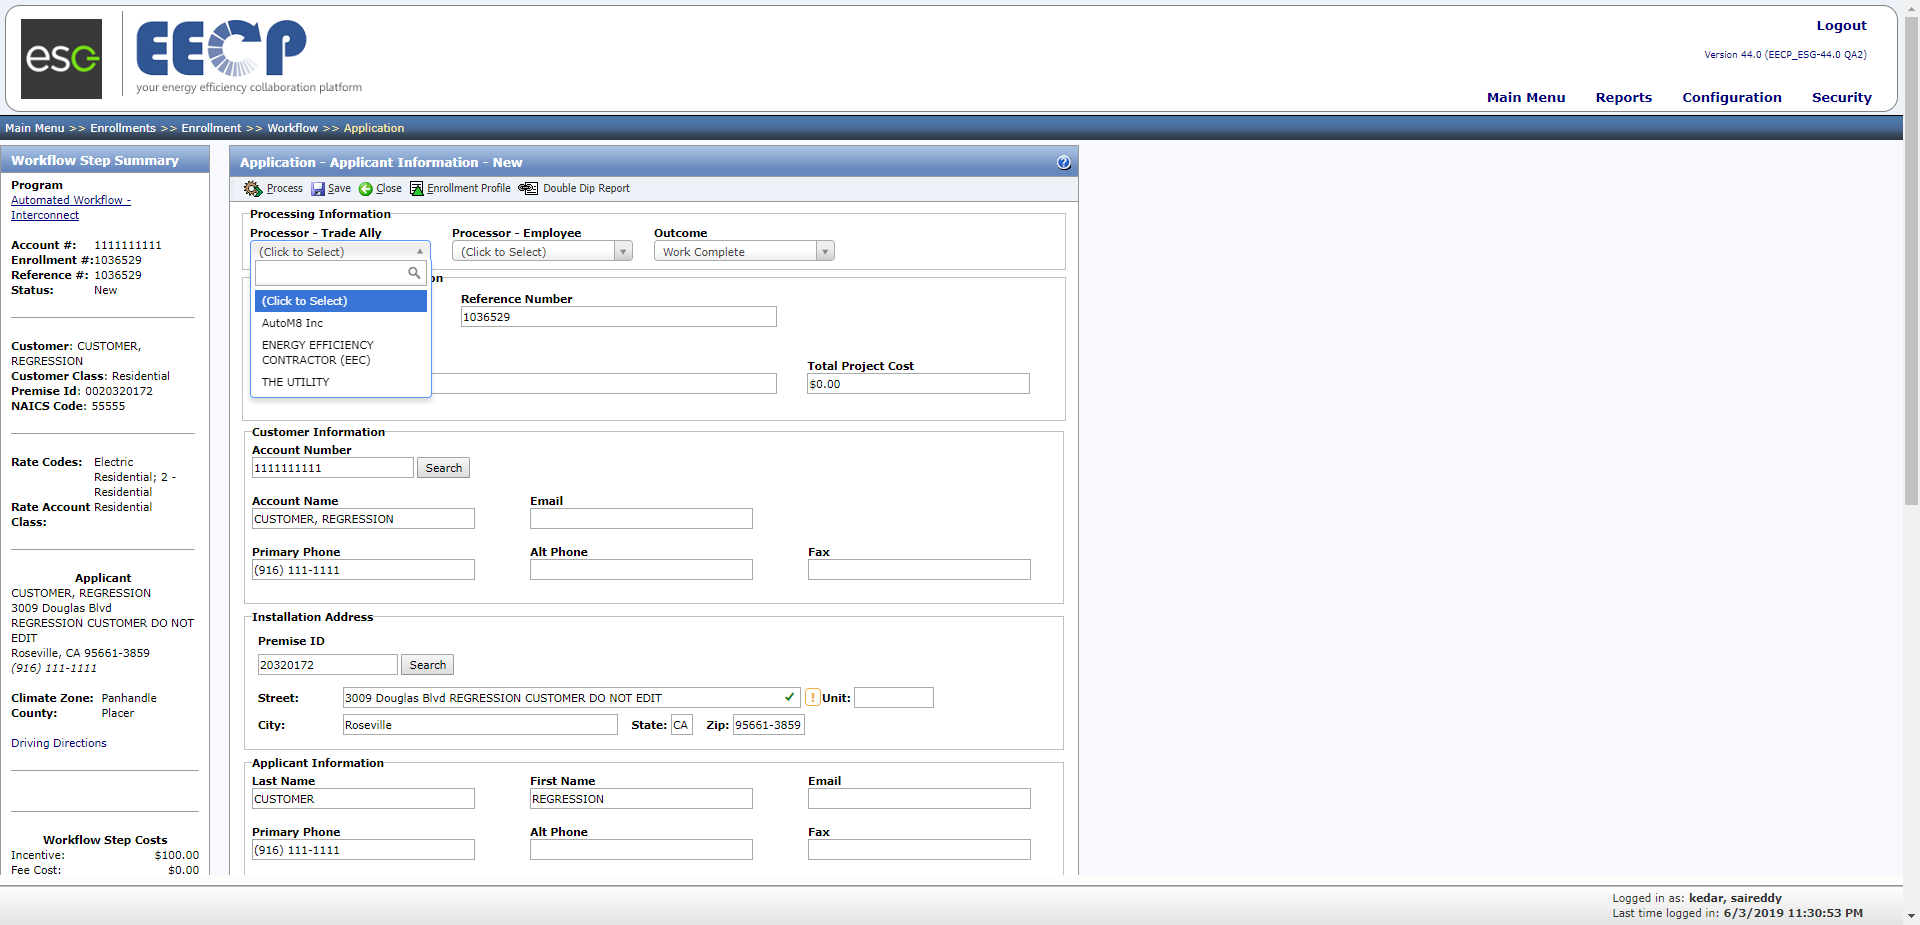 esg
EECP
your energy efficiency collaboration platform
Logout
Version 44.0 (EECP_ESG-44.0 QA2)
Main Menu Reports Configuration Security
Main Menu >> Enrollments >> Enrollment >> Workflow >> Application
Workflow Step Summary
Program
Automated Workflow -
Interconnect
Account #: 1111111111
Enrollment #: 1036529
Reference #: 1036529
Status: New
Customer: CUSTOMER,
REGRESSION
Customer Class: Residential
Premise Id: 0020320172
NAICS Code: 55555
Rate Codes: Electric
Residential; 2 -
Residential
Rate Account Residential
Class:
Applicant
CUSTOMER, REGRESSION
3009 Douglas Blvd
REGRESSION CUSTOMER DO NOT
EDIT
Roseville, CA 95661-3859
(916) 111-1111
Climate Zone: Panhandle
County: Placer
Driving Directions
Workflow Step Costs
Incentive: $100.00
Fee Cost: $0.00
Application - Applicant Information - New
Process Save Close Enrollment Profile Double Dip Report
Processing Information
Processor - Trade Ally Processor - Employee Outcome
(Click to Select) (Click to Select) Work Complete
(Click to Select)
AutoM8 Inc
ENERGY EFFICIENCY
CONTRACTOR (EEC)
THE UTILITY
on
Reference Number
1036529
Total Project Cost
$0.00
Customer Information
Account Number
1111111111 Search
Account Name Email
CUSTOMER, REGRESSION
Primary Phone Alt Phone Fax
(916) 111-1111
Installation Address
Premise ID
20320172 Search
Street: 3009 Douglas Blvd REGRESSION CUSTOMER DO NOT EDIT ! Unit:
City: Roseville State: CA Zip: 95661-3859
Applicant Information
Last Name First Name Email
CUSTOMER REGRESSION
Primary Phone Alt Phone Fax
(916) 111-1111
Logged in as: kedar, saireddy
Last time logged in: 6/3/2019 11:30:53 PM